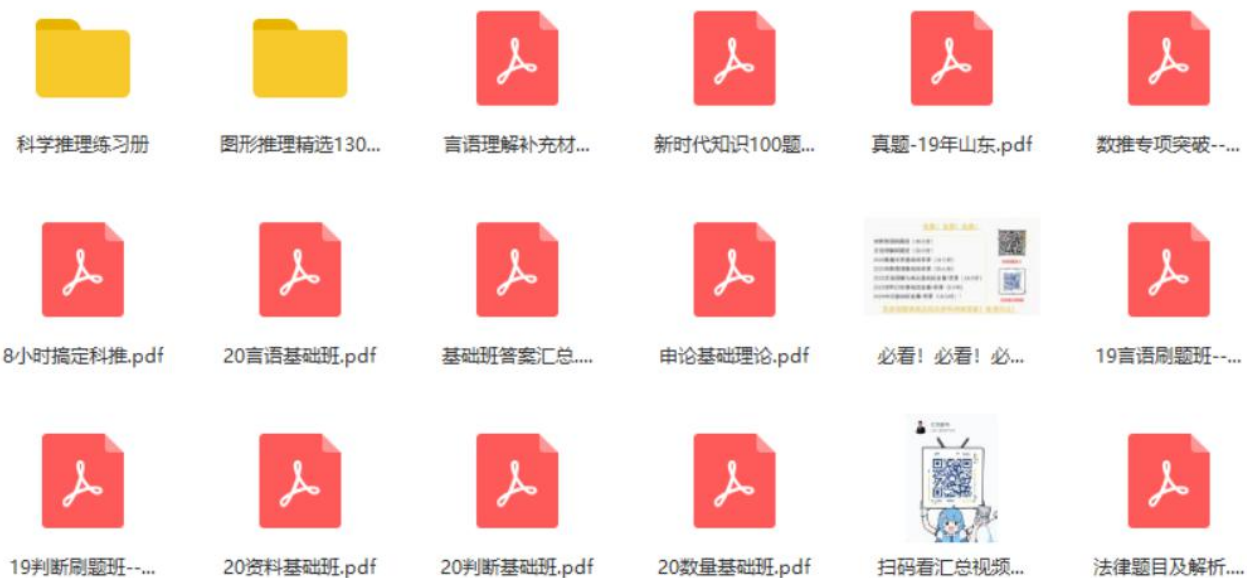 科学推理练习册
图形推理精选130...
言语理解补充材...
新时代知识100题...
真题-19年山东.pdf
数推专项突破--...
8小时搞定科推.pdf
20言语基础班.pdf
基础班答案汇总....
申论基础理论.pdf
必看！必看！必...
19言语刷题班--...
19判断刷题班--...
20资料基础班.pdf
20判断基础班.pdf
20数量基础班.pdf
扫码看汇总视频...
法律题目及解析....